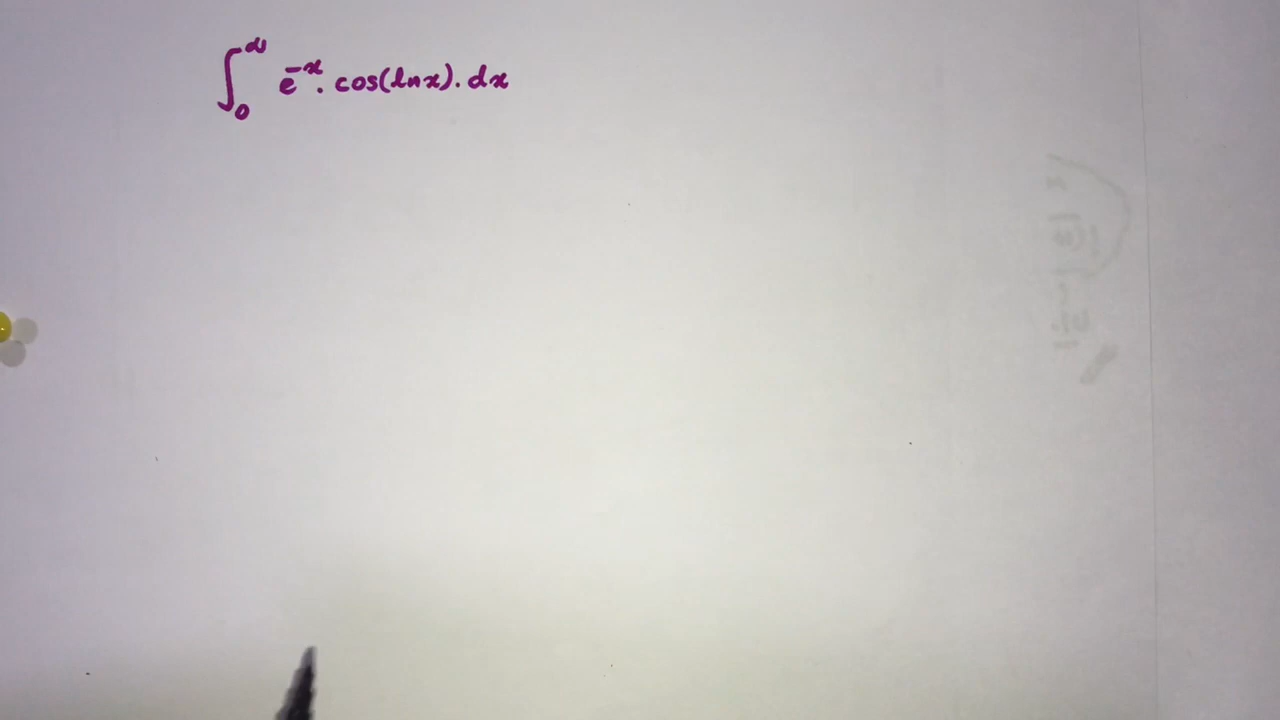 ∫₀^∞ e^{-x} . cos(ln x) . dx